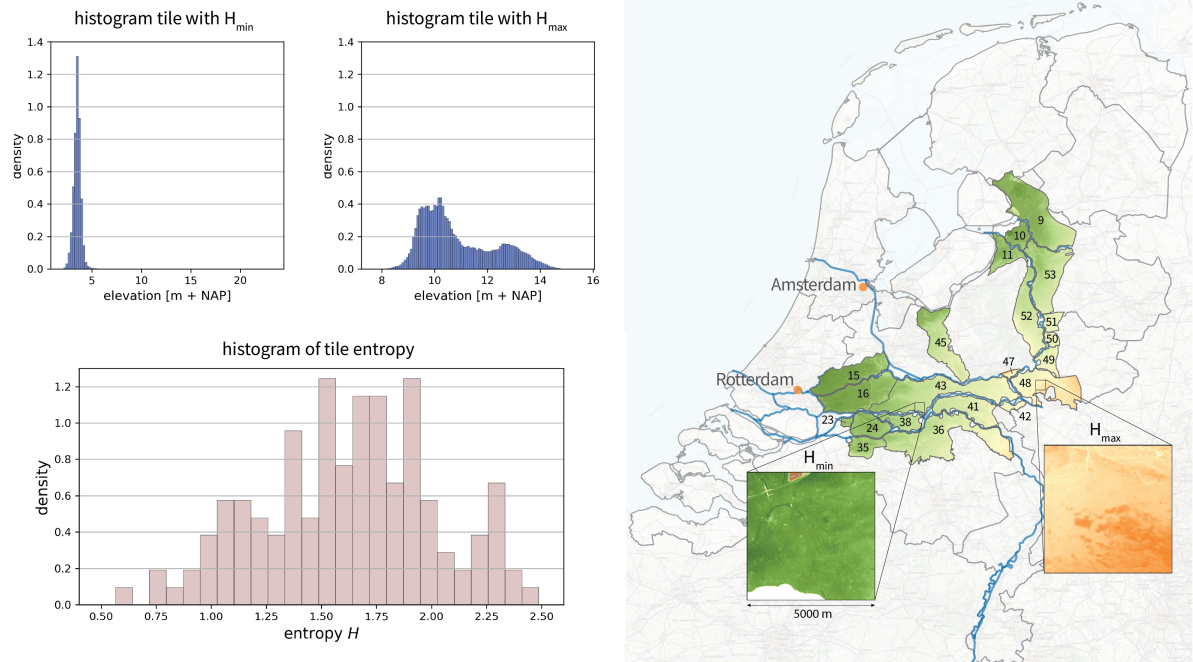 histogram tile with Hmin
1.4
1.2
1.0
0.8
0.6
0.4
0.2
0.0
density
5 10 15 20
elevation [m + NAP]
histogram tile with Hmax
1.4
1.2
1.0
0.8
0.6
0.4
0.2
0.0
density
8 10 12 14 16
elevation [m + NAP]
histogram of tile entropy
1.2
1.0
0.8
0.6
0.4
0.2
0.0
density
0.50 0.75 1.00 1.25 1.50 1.75 2.00 2.25 2.50
entropy H
9
10
11
53
Amsterdam
52
51
50
45
49
47
15
Rotterdam
43
48
16
41
42
23
38
24
36
35
Hmin
Hmax
5000 m